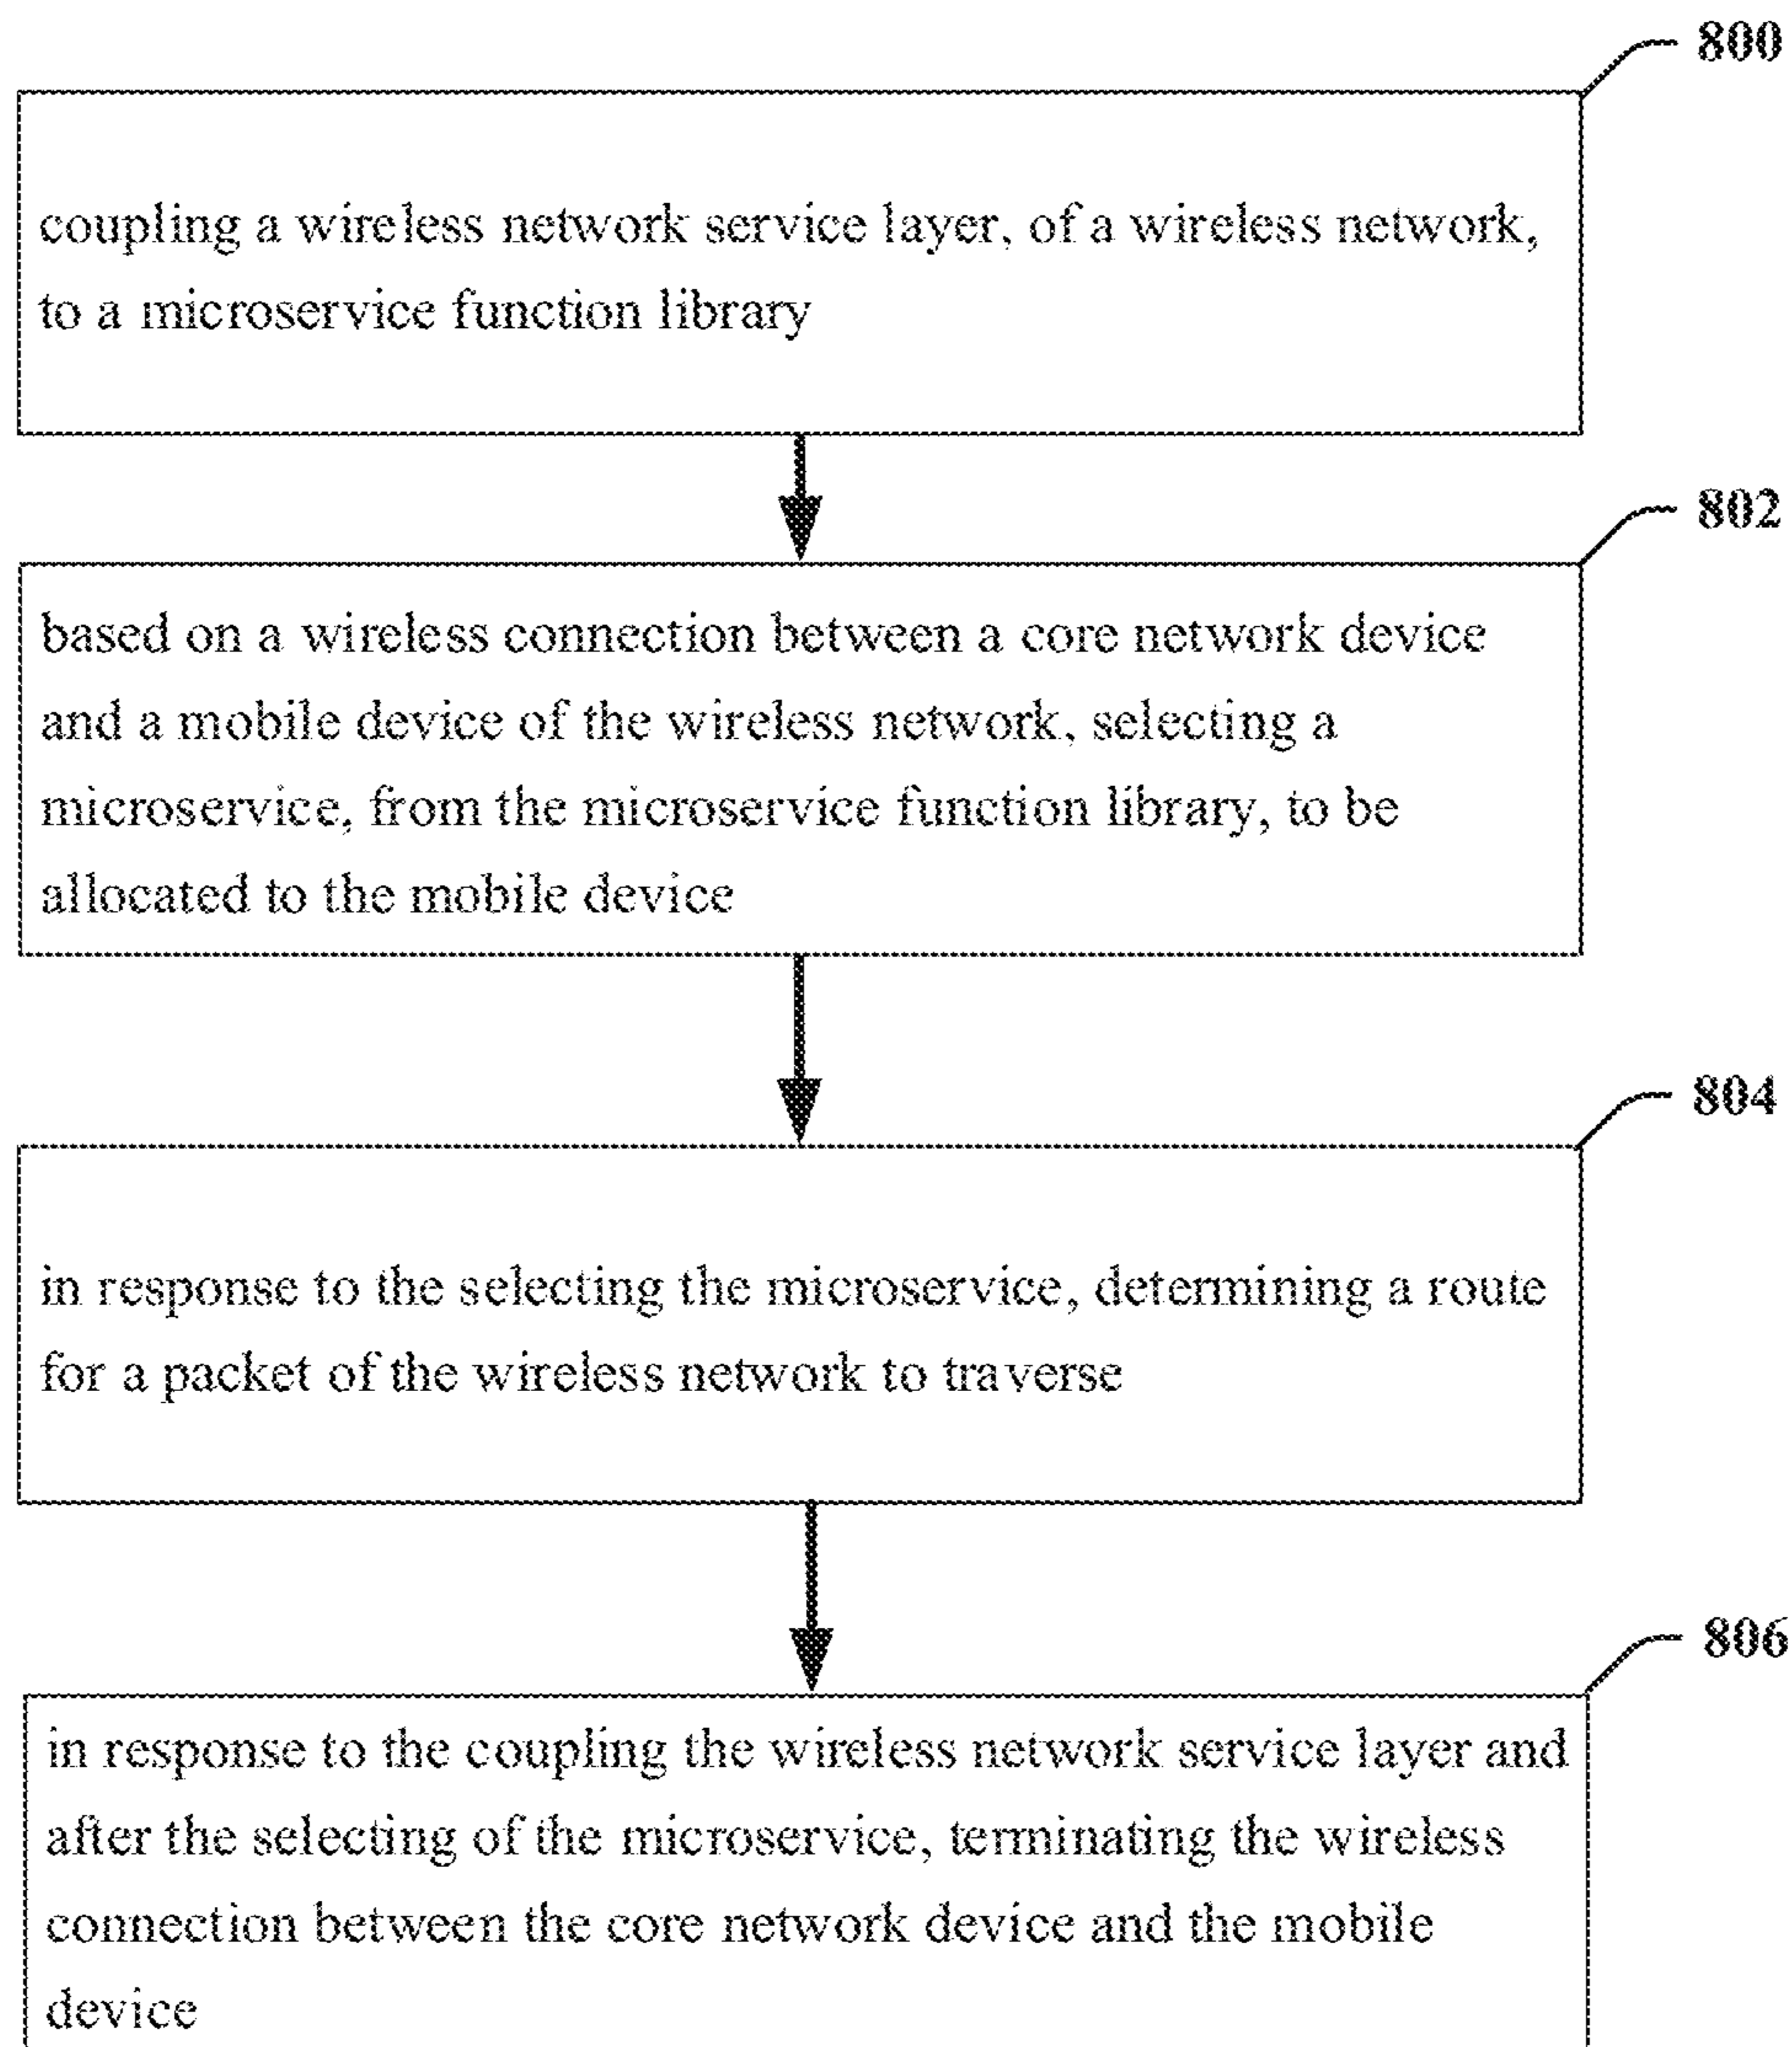 800
coupling a wireless network service layer, of a wireless network,
to a microservice function library
802
based on a wireless connection between a core network device
and a mobile device of the wireless network, selecting a
microservice, from the microservice function library, to be
allocated to the mobile device
804
in response to the selecting the microservice, determining a route
for a packet of the wireless network to traverse
806
in response to the coupling the wireless network service layer and
after the selecting of the microservice, terminating the wireless
connection between the core network device and the mobile
device